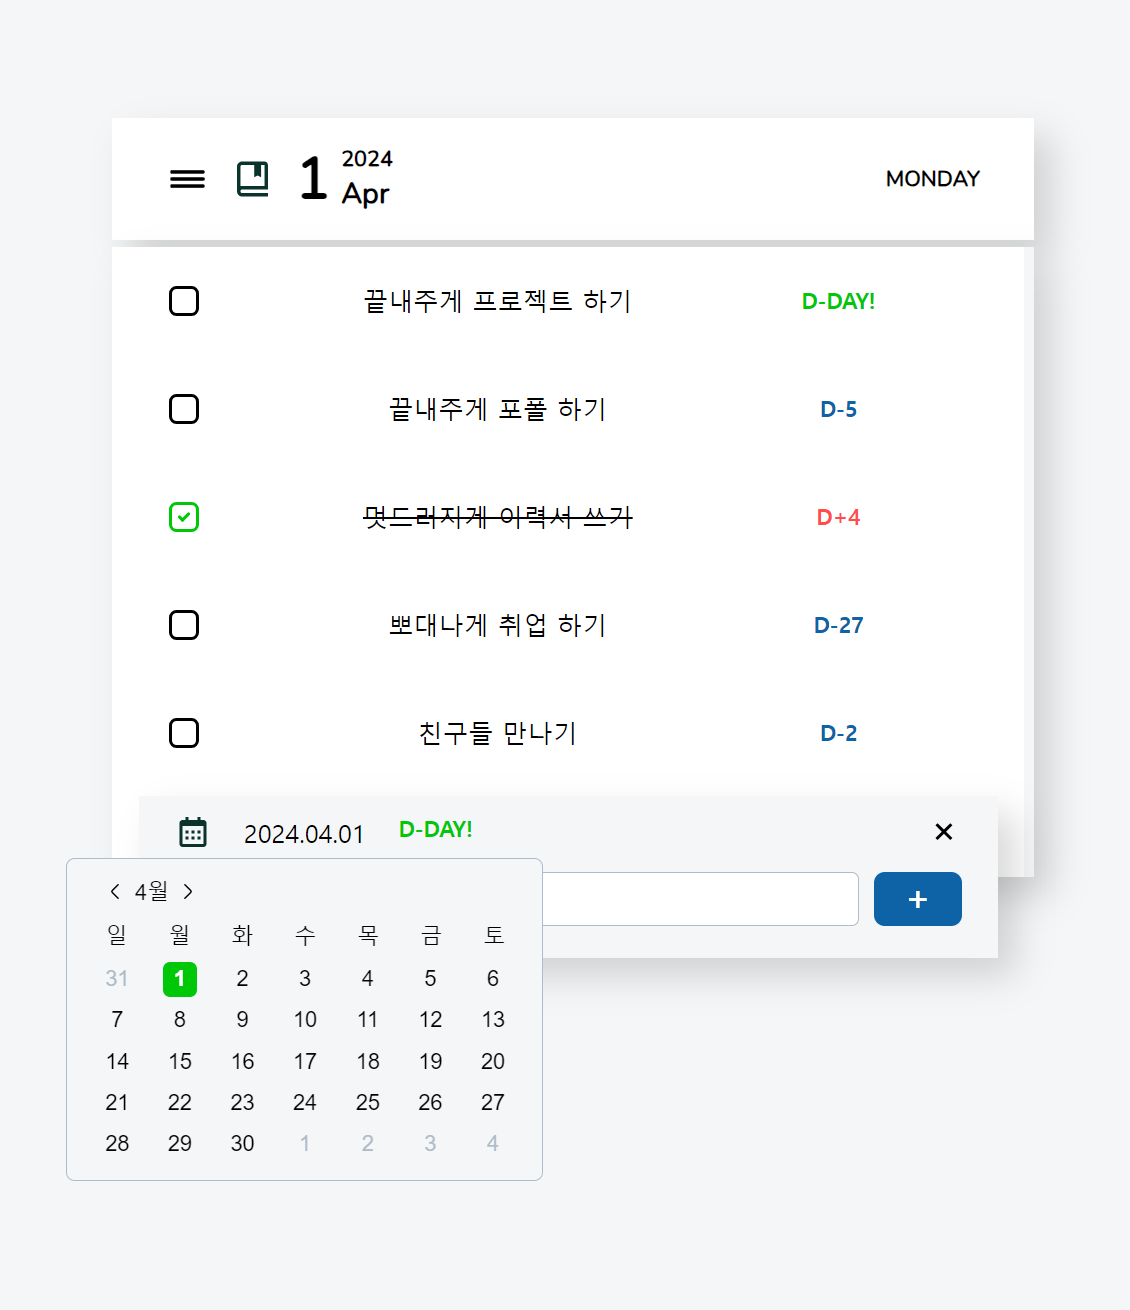 1
2024
Apr
MONDAY
끝내주게 프로젝트 하기 D-DAY!
끝내주게 포폴 하기 D-5
멋드러지게 이력서 쓰기 D+4
뽀대나게 취업 하기 D-27
친구들 만나기 D-2
2024.04.01 D-DAY!
4월
일 월 화 수 목 금 토
31 1 2 3 4 5 6
7 8 9 10 11 12 13
14 15 16 17 18 19 20
21 22 23 24 25 26 27
28 29 30 1 2 3 4